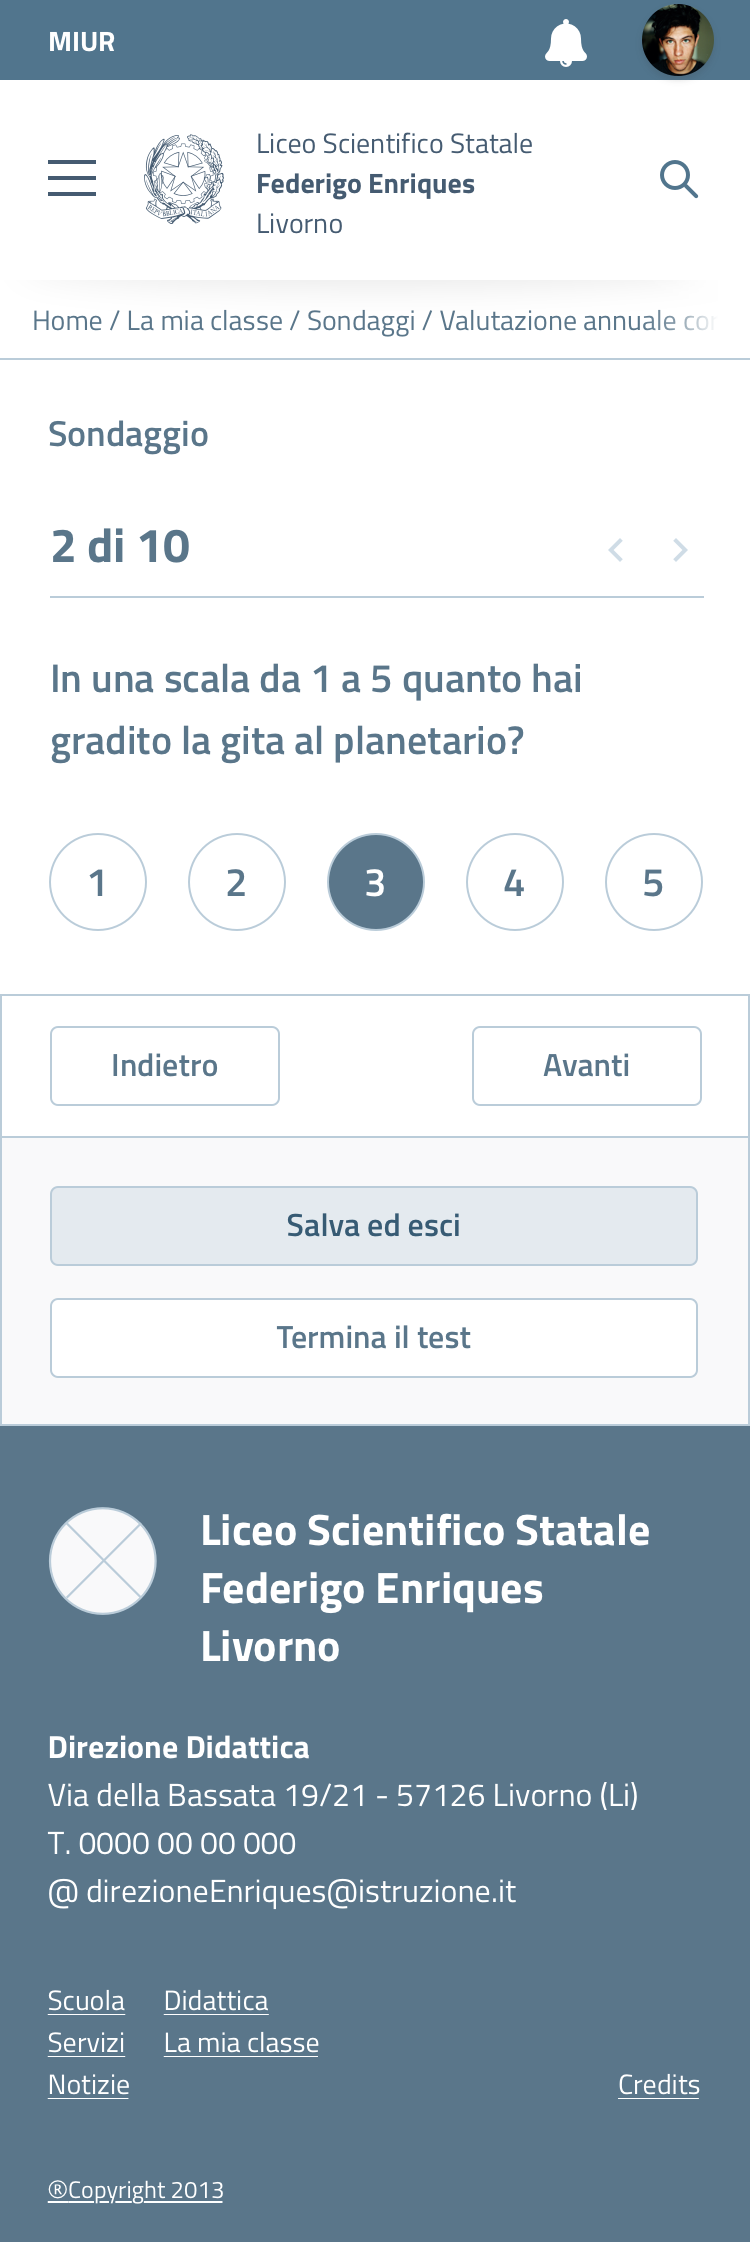 MIUR
Liceo Scientifico Statale
Federigo Enriques
Livorno
REPVBBLICA ITALIANA
Home / La mia classe / Sondaggi / Valutazione annuale cor
Sondaggio
2 di 10
In una scala da 1 a 5 quanto hai
gradito la gita al planetario?
1 2 3 4 5
Indietro Avanti
Salva ed esci
Termina il test
Liceo Scientifico Statale
Federigo Enriques
Livorno
Direzione Didattica
Via della Bassata 19/21 - 57126 Livorno (Li)
T. 0000 00 00 000
@ direzioneEnriques@istruzione.it
Scuola Didattica
Servizi La mia classe
Notizie Credits
®Copyright 2013